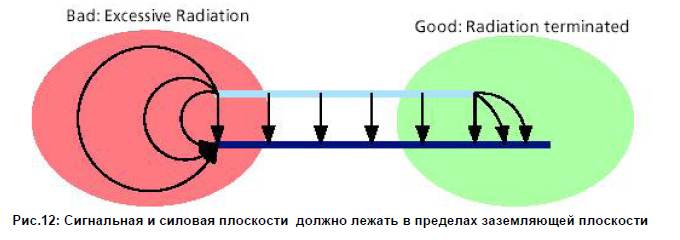 Bad: Excessive Radiation
Good: Radiation terminated
Рис.12: Сигнальная и силовая плоскости должно лежать в пределах заземляющей плоскости